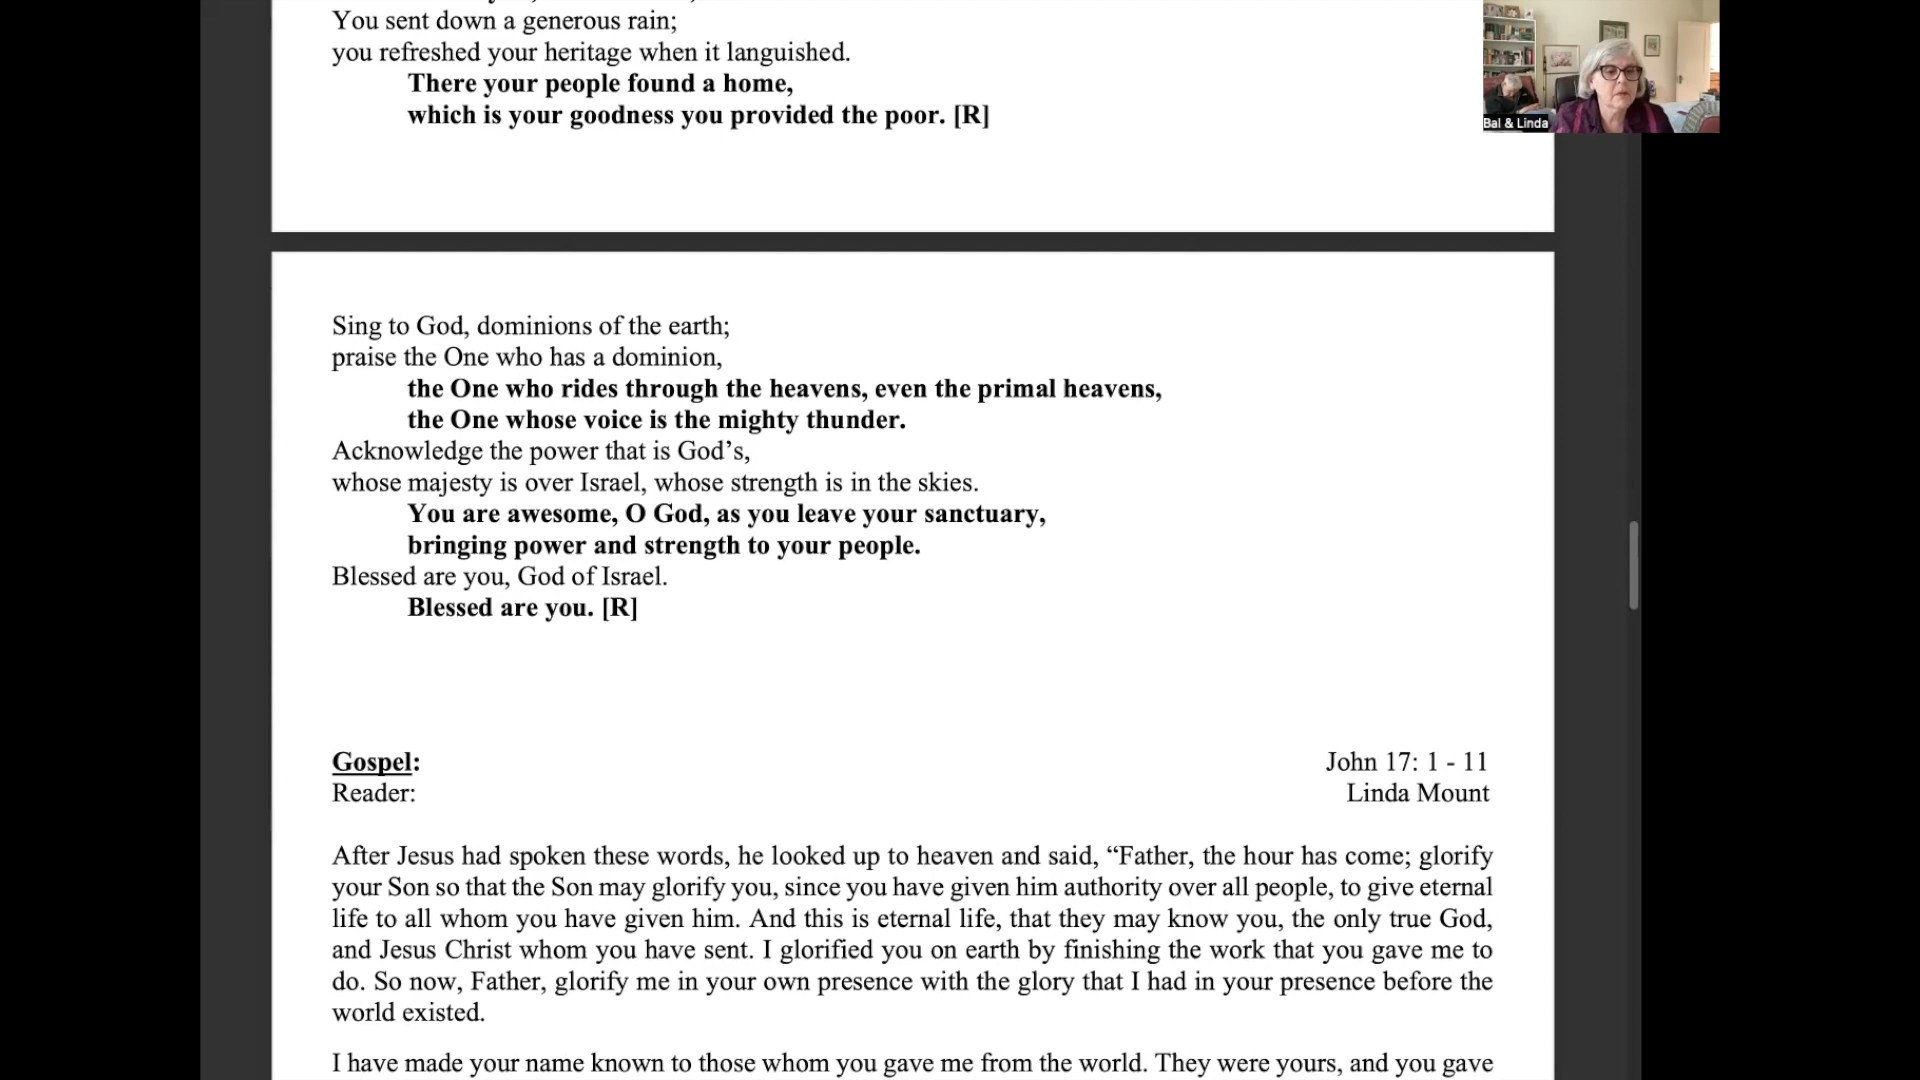 You sent down a generous rain;
you refreshed your heritage when it languished.
There your people found a home,
which is your goodness you provided the poor. [R]
Bal & Linda
Sing to God, dominions of the earth;
praise the One who has a dominion,
the One who rides through the heavens, even the primal heavens,
the One whose voice is the mighty thunder.
Acknowledge the power that is God’s,
whose majesty is over Israel, whose strength is in the skies.
You are awesome, O God, as you leave your sanctuary,
bringing power and strength to your people.
Blessed are you, God of Israel.
Blessed are you. [R]
Gospel: John 17: 1 - 11
Reader: Linda Mount
After Jesus had spoken these words, he looked up to heaven and said, “Father, the hour has come; glorify
your Son so that the Son may glorify you, since you have given him authority over all people, to give eternal
life to all whom you have given him. And this is eternal life, that they may know you, the only true God,
and Jesus Christ whom you have sent. I glorified you on earth by finishing the work that you gave me to
do. So now, Father, glorify me in your own presence with the glory that I had in your presence before the
world existed.
I have made your name known to those whom you gave me from the world. They were yours, and you gave